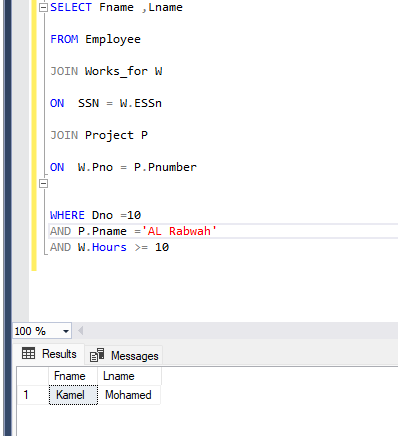 SELECT Fname ,Lname
FROM Employee
JOIN Works_for W
ON  SSN = W.ESSn
JOIN Project P
ON  W.Pno = P.Pnumber
WHERE Dno =10
AND P.Pname ='AL Rabwah'
AND W.Hours >= 10
100 %
Results Messages
Fname Lname
1 Kamel Mohamed